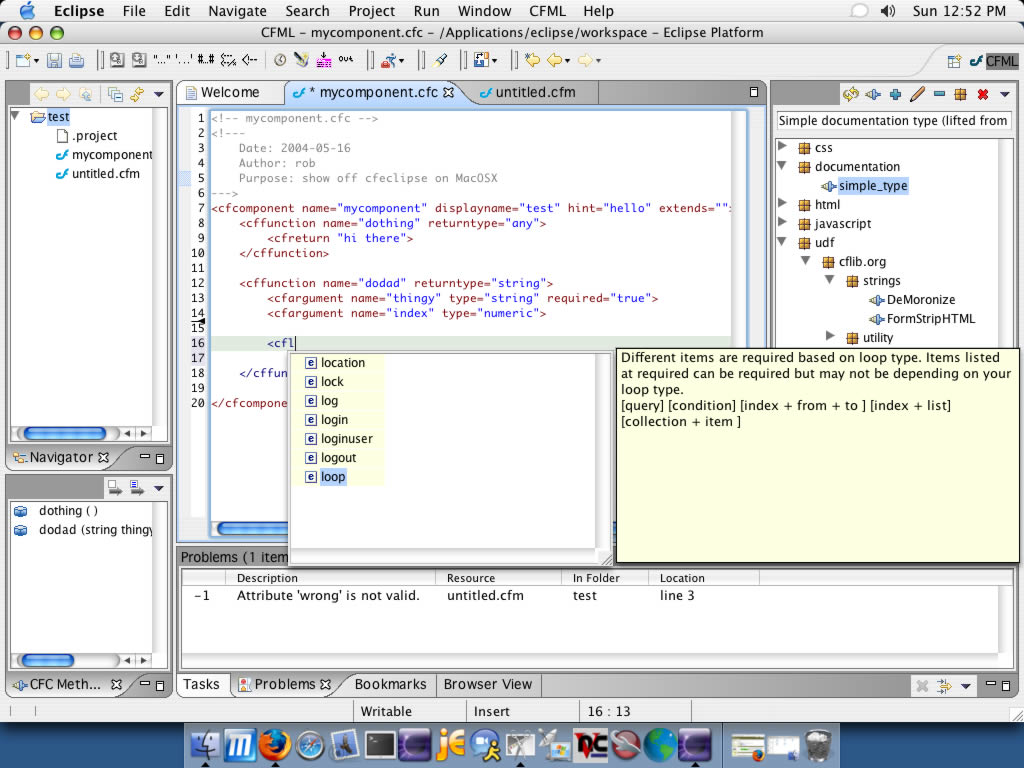 Eclipse File Edit Navigate Search Project Run Window CFML Help Sun 12:52 PM
CFML - mycomponent.cfc - /Applications/eclipse/workspace - Eclipse Platform
CFML
Welcome * mycomponent.cfc untitled.cfm
test
.project
mycomponent
untitled.cfm
Navigator
dothing ( )
dodad (string thingy
CFC Meth...
1 <!-- mycomponent.cfc -->
2 <!---
3 Date: 2004-05-16
4 Author: rob
5 Purpose: show off cfeclipse on MacOSX
6 --->
7 <cfcomponent name="mycomponent" displayname="test" hint="hello" extends="">
8 <cffunction name="dothing" returntype="any">
9 <cfreturn "hi there">
10 </cffunction>
11
12 <cffunction name="dodad" returntype="string">
13 <cfargument name="thingy" type="string" required="true">
14 <cfargument name="index" type="numeric">
15
16 <cfl
17
18 </cffun
19
20 </cfcompone
location
lock
log
login
loginuser
logout
loop
Different items are required based on loop type. Items listed
at required can be required but may not be depending on your
loop type.
[query] [condition] [index + from + to ] [index + list]
[collection + item ]
Simple documentation type (lifted from
css
documentation
simple_type
html
javascript
udf
cflib.org
strings
DeMoronize
FormStripHTML
utility
Problems (1 item
Description Resource In Folder Location
-1 Attribute 'wrong' is not valid. untitled.cfm test line 3
Tasks Problems Bookmarks Browser View
Writable Insert 16 : 13